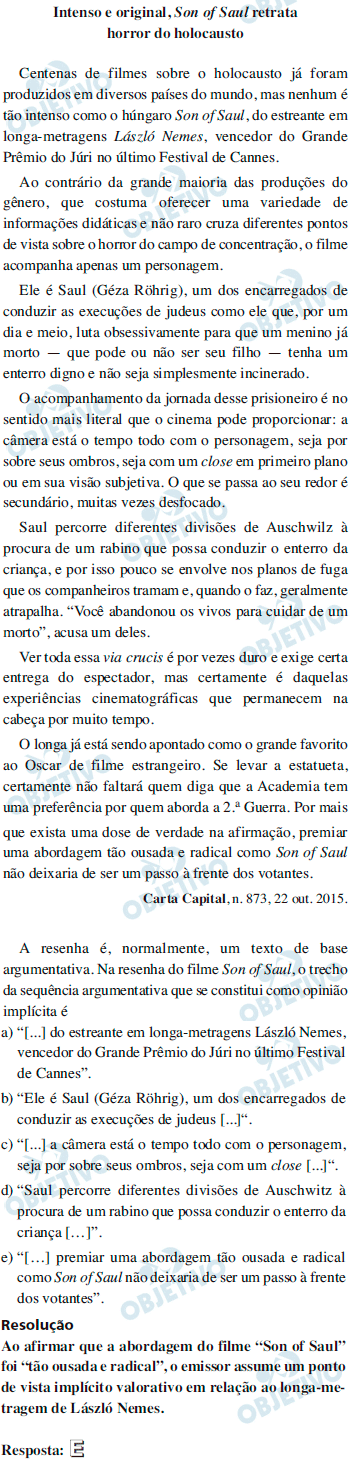 Intenso e original, Son of Saul retrata
horror do holocausto
Centenas de filmes sobre o holocausto já foram
produzidos em diversos países do mundo, mas nenhum é
tão intenso como o húngaro Son of Saul, do estreante em
longa-metragens László Nemes, vencedor do Grande
Prêmio do Júri no último Festival de Cannes.
Ao contrário da grande maioria das produções do
gênero, que costuma oferecer uma variedade de
informações didáticas e não raro cruza diferentes pontos
de vista sobre o horror do campo de concentração, o filme
acompanha apenas um personagem.
Ele é Saul (Géza Röhrig), um dos encarregados de
conduzir as execuções de judeus como ele que, por um
dia e meio, luta obsessivamente para que um menino já
morto — que pode ou não ser seu filho — tenha um
enterro digno e não seja simplesmente incinerado.
O acompanhamento da jornada desse prisioneiro é no
sentido mais literal que o cinema pode proporcionar: a
câmera está o tempo todo com o personagem, seja por
sobre seus ombros, seja com um close em primeiro plano
ou em sua visão subjetiva. O que se passa ao seu redor é
secundário, muitas vezes desfocado.
Saul percorre diferentes divisões de Auschwilz à
procura de um rabino que possa conduzir o enterro da
criança, e por isso pouco se envolve nos planos de fuga
que os companheiros tramam e, quando o faz, geralmente
atrapalha. “Você abandonou os vivos para cuidar de um
morto”, acusa um deles.
Ver toda essa via crucis é por vezes duro e exige certa
entrega do espectador, mas certamente é daquelas
experiências cinematográficas que permanecem na
cabeça por muito tempo.
O longa já está sendo apontado como o grande favorito
ao Oscar de filme estrangeiro. Se levar a estatueta,
certamente não faltará quem diga que a Academia tem
uma preferência por quem aborda a 2.ª Guerra. Por mais
que exista uma dose de verdade na afirmação, premiar
uma abordagem tão ousada e radical como Son of Saul
não deixaria de ser um passo à frente dos votantes.
Carta Capital, n. 873, 22 out. 2015.
A resenha é, normalmente, um texto de base
argumentativa. Na resenha do filme Son of Saul, o trecho
da sequência argumentativa que se constitui como opinião
implícita é
a) “[...] do estreante em longa-metragens László Nemes,
vencedor do Grande Prêmio do Júri no último Festival
de Cannes”.
b) “Ele é Saul (Géza Röhrig), um dos encarregados de
conduzir as execuções de judeus [...]“.
c) “[...] a câmera está o tempo todo com o personagem,
seja por sobre seus ombros, seja com um close [...]“.
d) “Saul percorre diferentes divisões de Auschwitz à
procura de um rabino que possa conduzir o enterro da
criança […]”.
e) “[…] premiar uma abordagem tão ousada e radical
como Son of Saul não deixaria de ser um passo à frente
dos votantes”.
Resolução
Ao afirmar que a abordagem do filme “Son of Saul”
foi “tão ousada e radical”, o emissor assume um ponto
de vista implícito valorativo em relação ao longa-me-
tragem de László Nemes.
Resposta: E